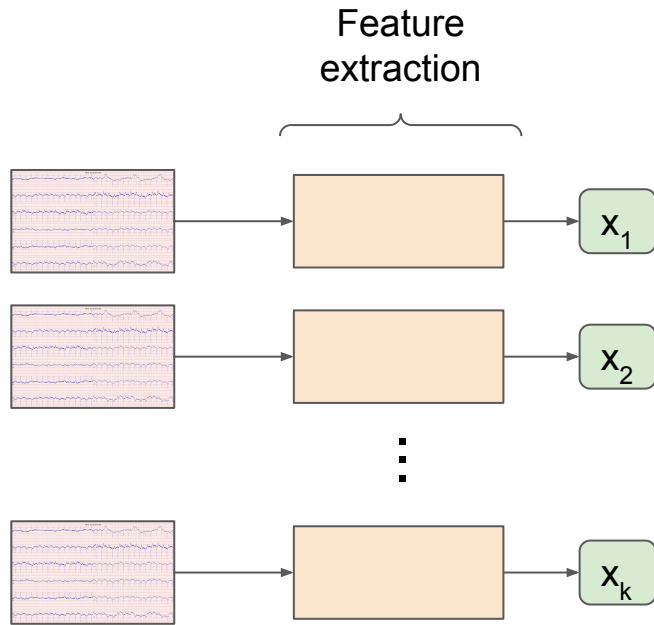 Feature
extraction
x₁
x₂
⋮
xₖ